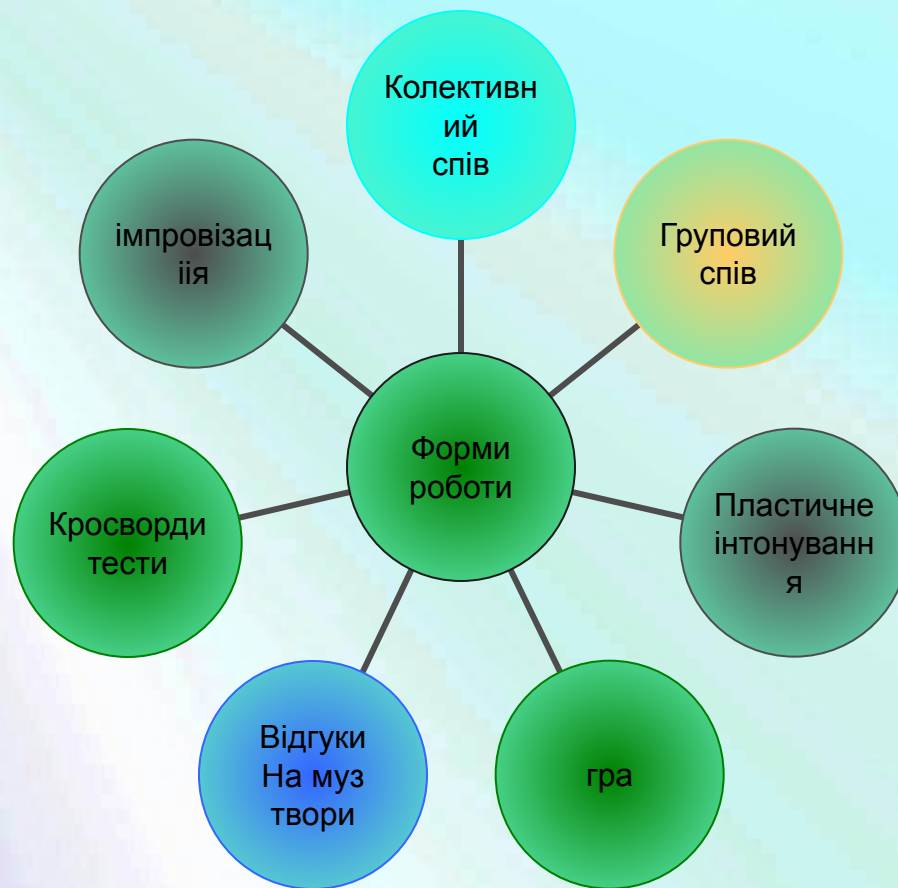 Колективн
ий
спів
імпровізац
іія
Груповий
спів
Форми
роботи
Кросворди
тести
Пластичне
інтонуванн
я
Відгуки
На муз
твори
гра